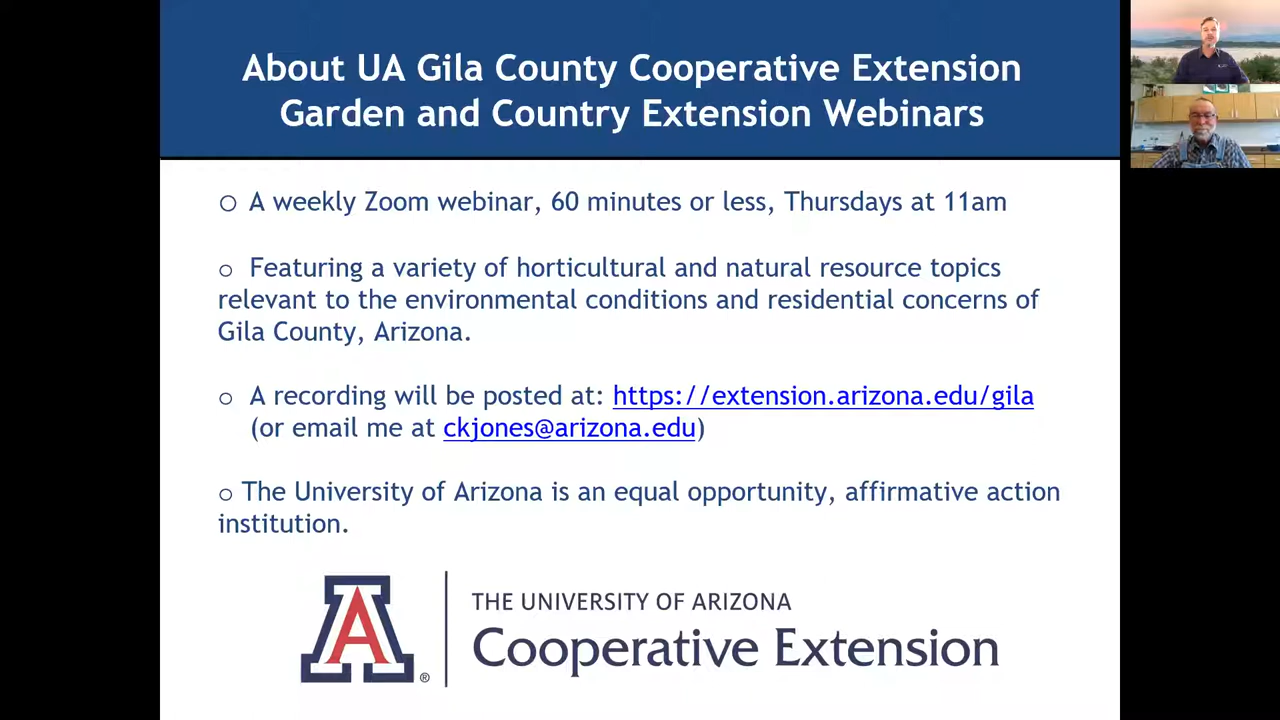 About UA Gila County Cooperative Extension
Garden and Country Extension Webinars
o A weekly Zoom webinar, 60 minutes or less, Thursdays at 11am
o Featuring a variety of horticultural and natural resource topics
relevant to the environmental conditions and residential concerns of
Gila County, Arizona.
o A recording will be posted at: https://extension.arizona.edu/gila
(or email me at ckjones@arizona.edu)
o The University of Arizona is an equal opportunity, affirmative action
institution.
A ®
THE UNIVERSITY OF ARIZONA
Cooperative Extension